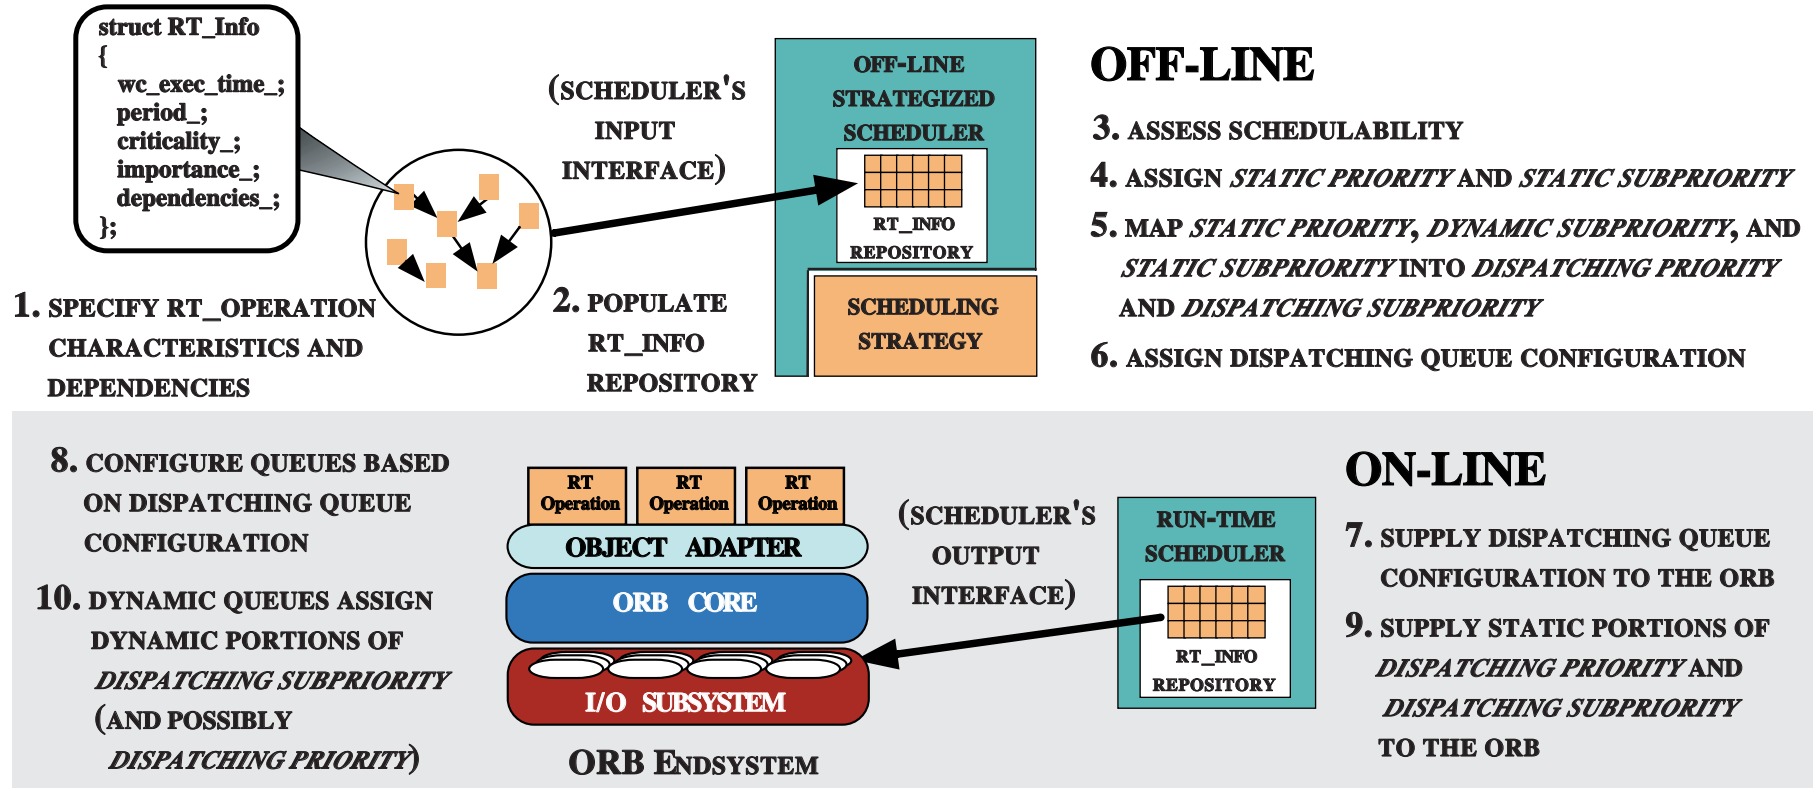 struct RT_Info
{
wc_exec_time_;
period_;
criticality_;
importance_;
dependencies_;
};
1. SPECIFY RT_OPERATION
CHARACTERISTICS AND
DEPENDENCIES
(SCHEDULER'S
INPUT
INTERFACE)
2. POPULATE
RT_INFO
REPOSITORY
OFF-LINE
STRATEGIZED
SCHEDULER
RT_INFO
REPOSITORY
SCHEDULING
STRATEGY
OFF-LINE
3. ASSESS SCHEDULABILITY
4. ASSIGN STATIC PRIORITY AND STATIC SUBPRIORITY
5. MAP STATIC PRIORITY, DYNAMIC SUBPRIORITY, AND
STATIC SUBPRIORITY INTO DISPATCHING PRIORITY
AND DISPATCHING SUBPRIORITY
6. ASSIGN DISPATCHING QUEUE CONFIGURATION
8. CONFIGURE QUEUES BASED
ON DISPATCHING QUEUE
CONFIGURATION
10. DYNAMIC QUEUES ASSIGN
DYNAMIC PORTIONS OF
DISPATCHING SUBPRIORITY
(AND POSSIBLY
DISPATCHING PRIORITY)
RT
Operation
RT
Operation
RT
Operation
OBJECT ADAPTER
ORB CORE
I/O SUBSYSTEM
ORB ENDSYSTEM
(SCHEDULER'S
OUTPUT
INTERFACE)
RUN-TIME
SCHEDULER
RT_INFO
REPOSITORY
ON-LINE
7. SUPPLY DISPATCHING QUEUE
CONFIGURATION TO THE ORB
9. SUPPLY STATIC PORTIONS OF
DISPATCHING PRIORITY AND
DISPATCHING SUBPRIORITY
TO THE ORB